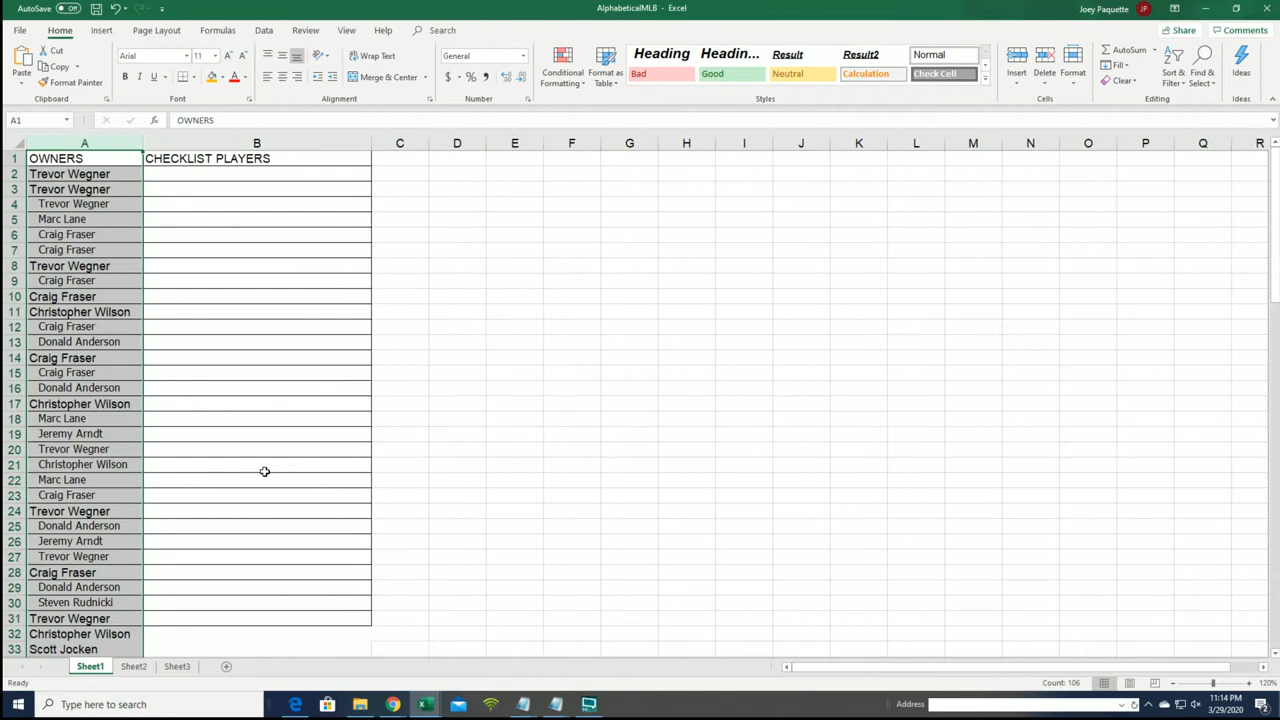 AutoSave Off AlphabeticalMLB - Excel Joey Paquette JP
File Home Insert Page Layout Formulas Data Review View Help Search Share Comments
Paste Cut Copy Format Painter Clipboard
Arial 11 A A B I U A Font
Wrap Text Merge & Center Alignment
General $ % , Number
Conditional Formatting Format as Table
Heading Headin... Result Result2 Normal
Bad Good Neutral Calculation Check Cell
Styles
Insert Delete Format Cells
AutoSum Fill Clear Sort & Filter Find & Select Editing
Ideas Ideas
A1 fx OWNERS
A B C D E F G H I J K L M N O P Q R
1 OWNERS CHECKLIST PLAYERS
2 Trevor Wegner
3 Trevor Wegner
4 Trevor Wegner
5 Marc Lane
6 Craig Fraser
7 Craig Fraser
8 Trevor Wegner
9 Craig Fraser
10 Craig Fraser
11 Christopher Wilson
12 Craig Fraser
13 Donald Anderson
14 Craig Fraser
15 Craig Fraser
16 Donald Anderson
17 Christopher Wilson
18 Marc Lane
19 Jeremy Arndt
20 Trevor Wegner
21 Christopher Wilson
22 Marc Lane
23 Craig Fraser
24 Trevor Wegner
25 Donald Anderson
26 Jeremy Arndt
27 Trevor Wegner
28 Craig Fraser
29 Donald Anderson
30 Steven Rudnicki
31 Trevor Wegner
32 Christopher Wilson
33 Scott Jocken
Sheet1 Sheet2 Sheet3
Ready Count: 106 120%
Type here to search Address 11:14 PM
3/29/2020